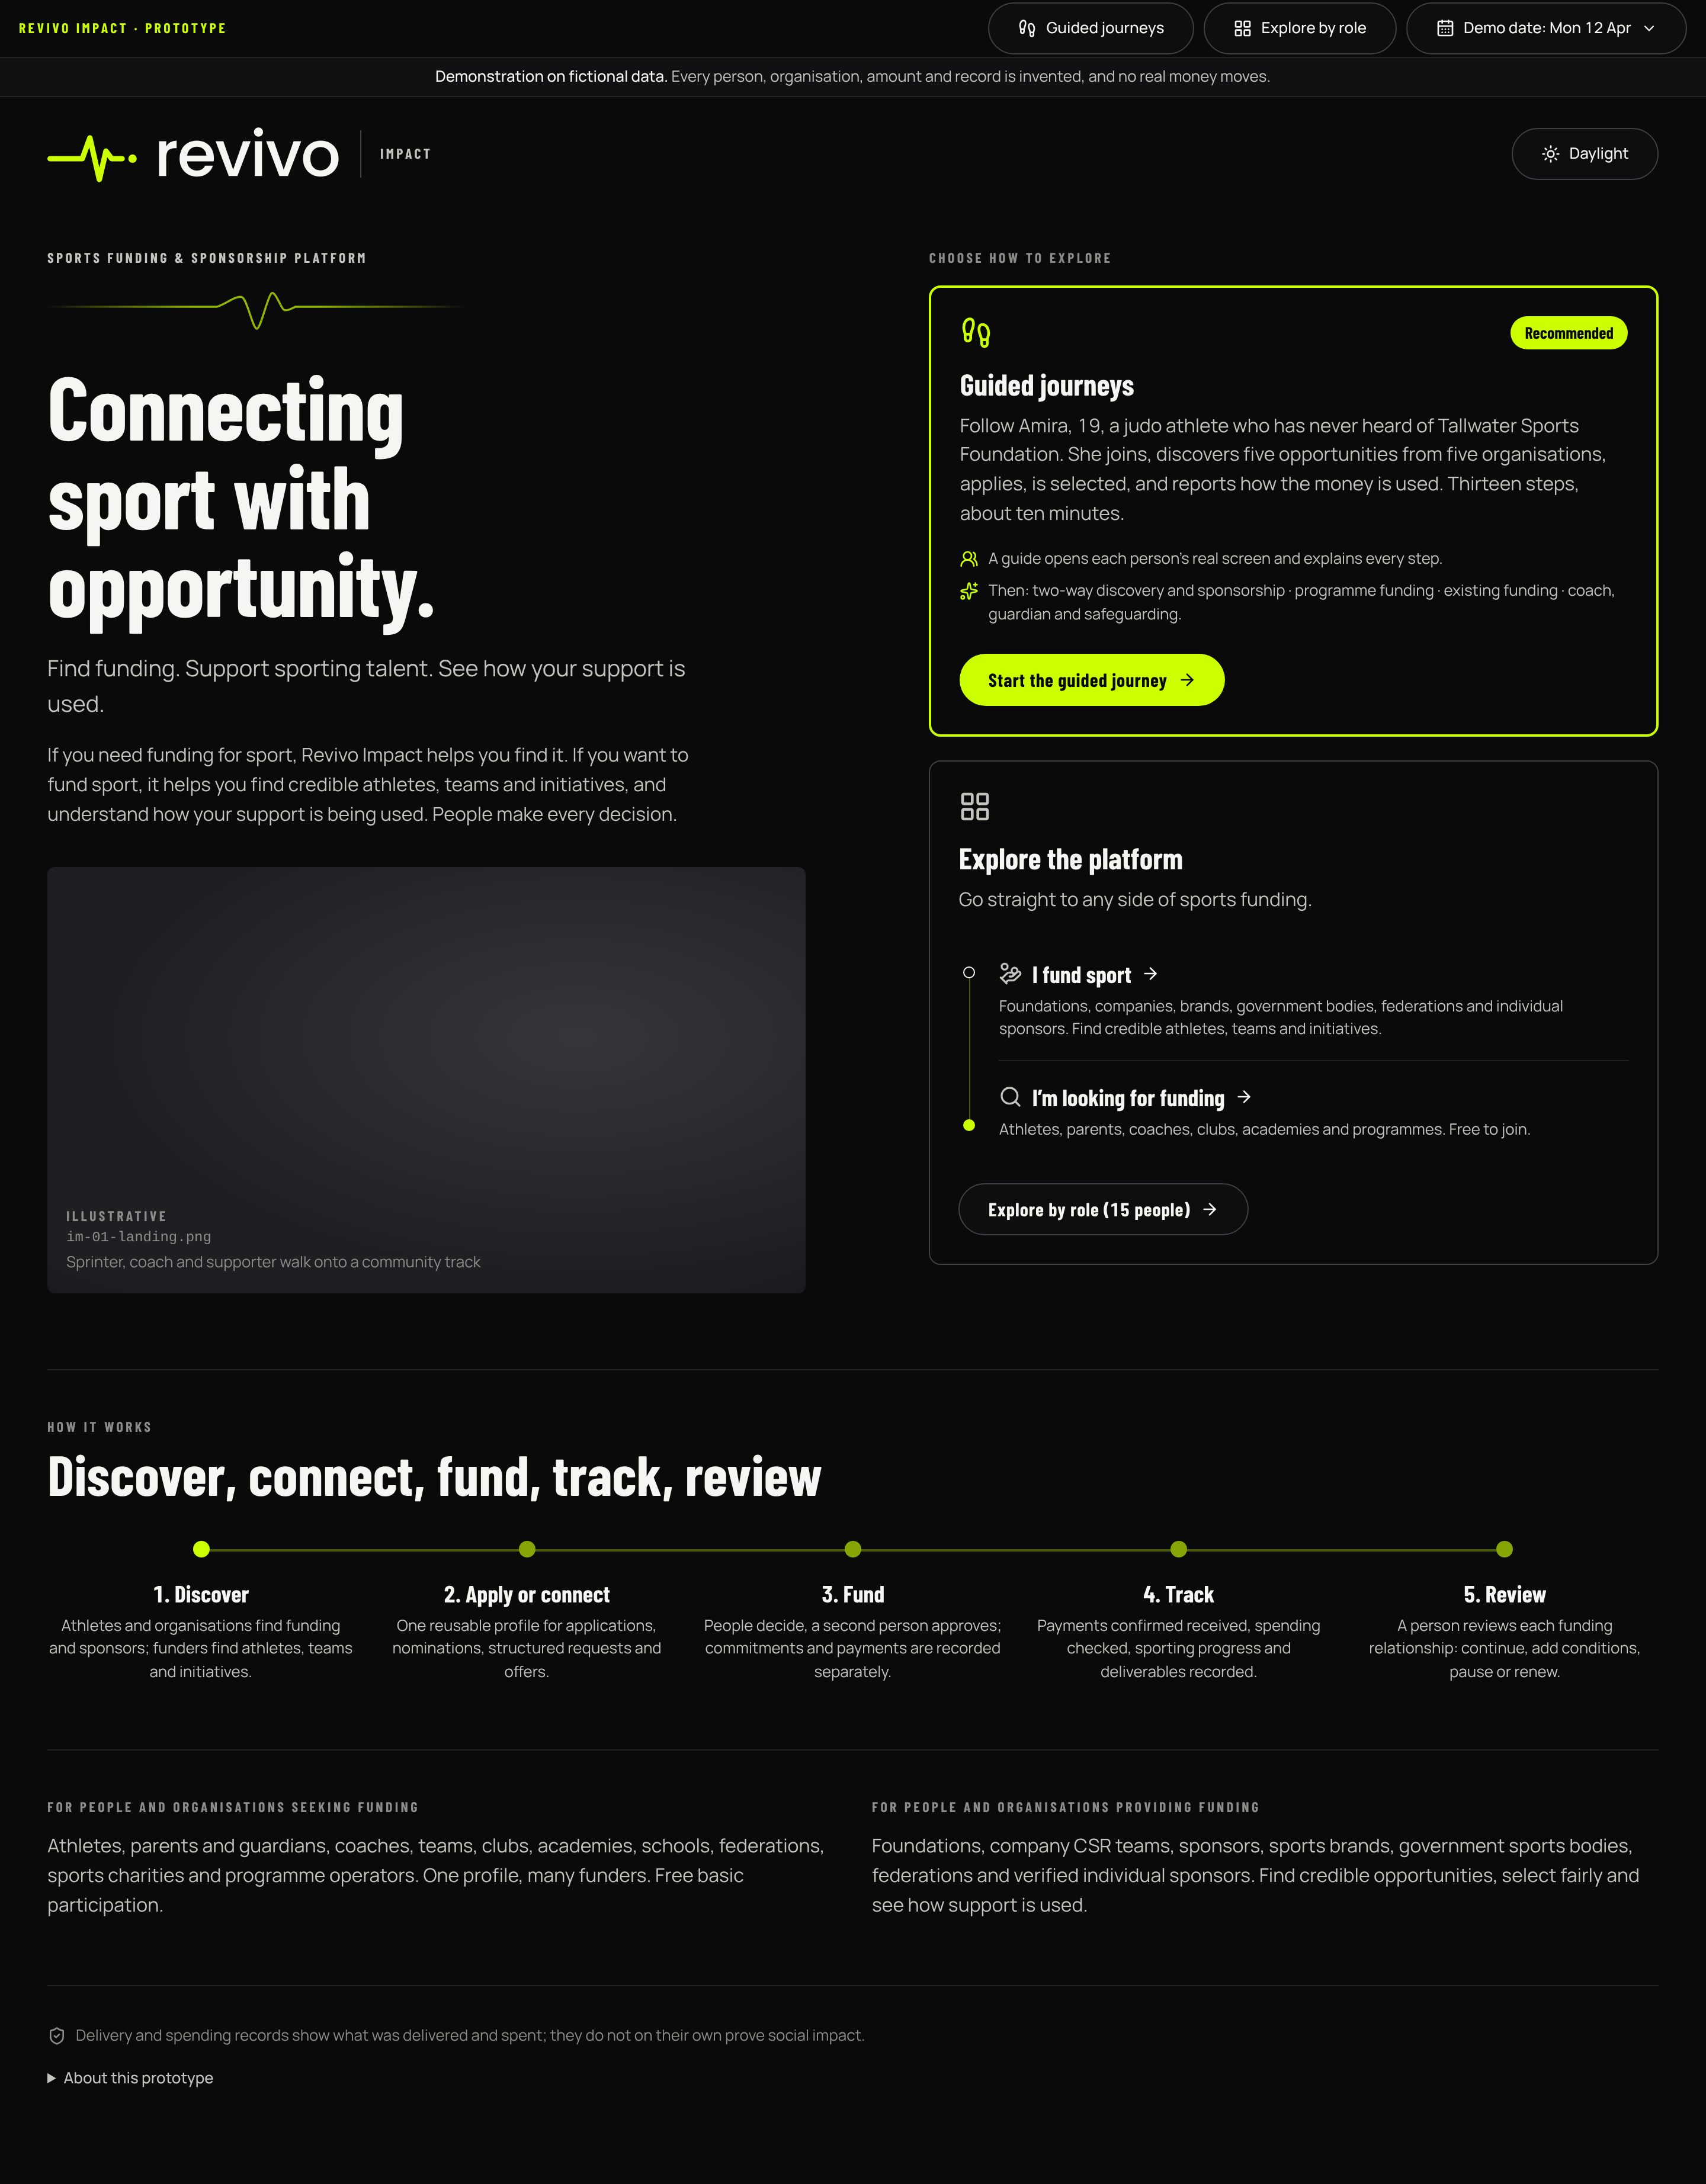 REVIVO IMPACT · PROTOTYPE
Guided journeys
Explore by role
Demo date: Mon 12 Apr
Demonstration on fictional data. Every person, organisation, amount and record is invented, and no real money moves.
revivo
IMPACT
Daylight
SPORTS FUNDING & SPONSORSHIP PLATFORM
Connecting
sport with
opportunity.
Find funding. Support sporting talent. See how your support is
used.
If you need funding for sport, Revivo Impact helps you find it. If you want to
fund sport, it helps you find credible athletes, teams and initiatives, and
understand how your support is being used. People make every decision.
ILLUSTRATIVE
im-01-landing.png
Sprinter, coach and supporter walk onto a community track
CHOOSE HOW TO EXPLORE
Recommended
Guided journeys
Follow Amira, 19, a judo athlete who has never heard of Tallwater Sports
Foundation. She joins, discovers five opportunities from five organisations,
applies, is selected, and reports how the money is used. Thirteen steps,
about ten minutes.
A guide opens each person's real screen and explains every step.
Then: two-way discovery and sponsorship · programme funding · existing funding · coach,
guardian and safeguarding.
Start the guided journey
Explore the platform
Go straight to any side of sports funding.
I fund sport
Foundations, companies, brands, government bodies, federations and individual
sponsors. Find credible athletes, teams and initiatives.
I'm looking for funding
Athletes, parents, coaches, clubs, academies and programmes. Free to join.
Explore by role (15 people)
HOW IT WORKS
Discover, connect, fund, track, review
1. Discover
Athletes and organisations find funding
and sponsors; funders find athletes, teams
and initiatives.
2. Apply or connect
One reusable profile for applications,
nominations, structured requests and
offers.
3. Fund
People decide, a second person approves;
commitments and payments are recorded
separately.
4. Track
Payments confirmed received, spending
checked, sporting progress and
deliverables recorded.
5. Review
A person reviews each funding
relationship: continue, add conditions,
pause or renew.
FOR PEOPLE AND ORGANISATIONS SEEKING FUNDING
Athletes, parents and guardians, coaches, teams, clubs, academies, schools, federations,
sports charities and programme operators. One profile, many funders. Free basic
participation.
FOR PEOPLE AND ORGANISATIONS PROVIDING FUNDING
Foundations, company CSR teams, sponsors, sports brands, government sports bodies,
federations and verified individual sponsors. Find credible opportunities, select fairly and
see how support is used.
Delivery and spending records show what was delivered and spent; they do not on their own prove social impact.
About this prototype